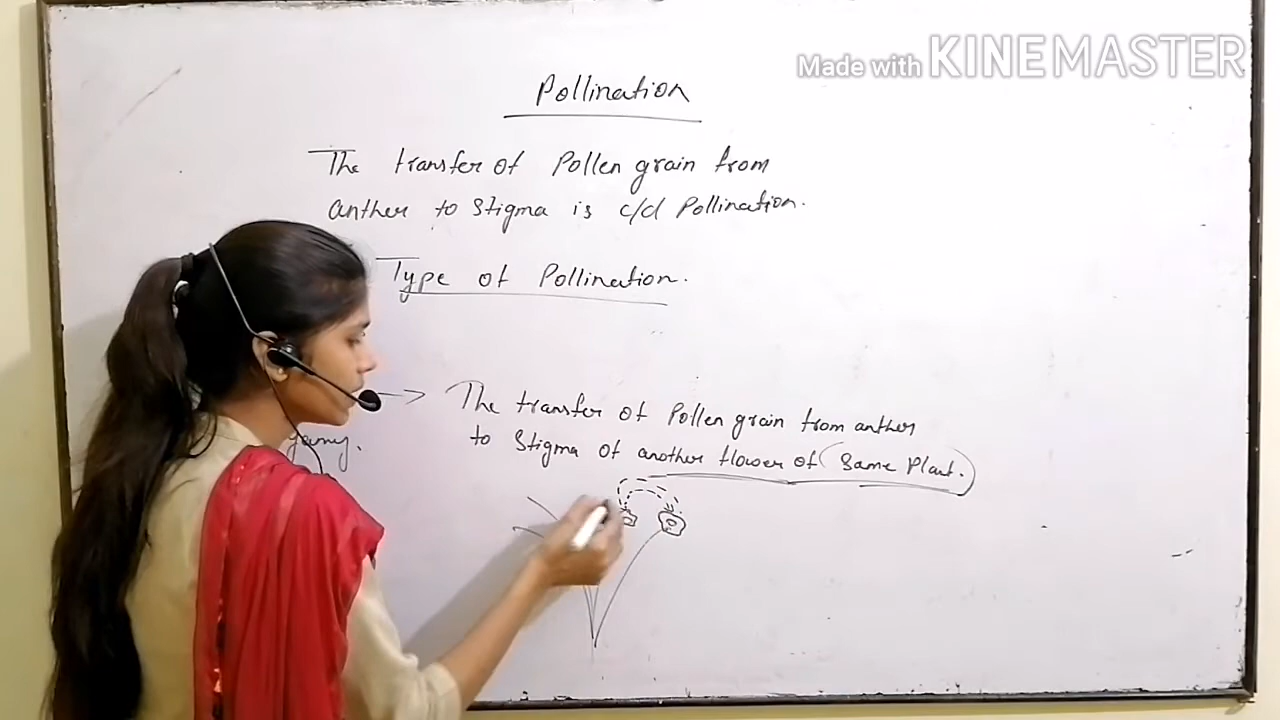 Made with KINEMASTER
Pollination
The transfer of Pollen grain from
anther to Stigma is c/d Pollination.
Type of Pollination.
→ The transfer of Pollen grain from anther
to Stigma of another flower of (Same Plant.)